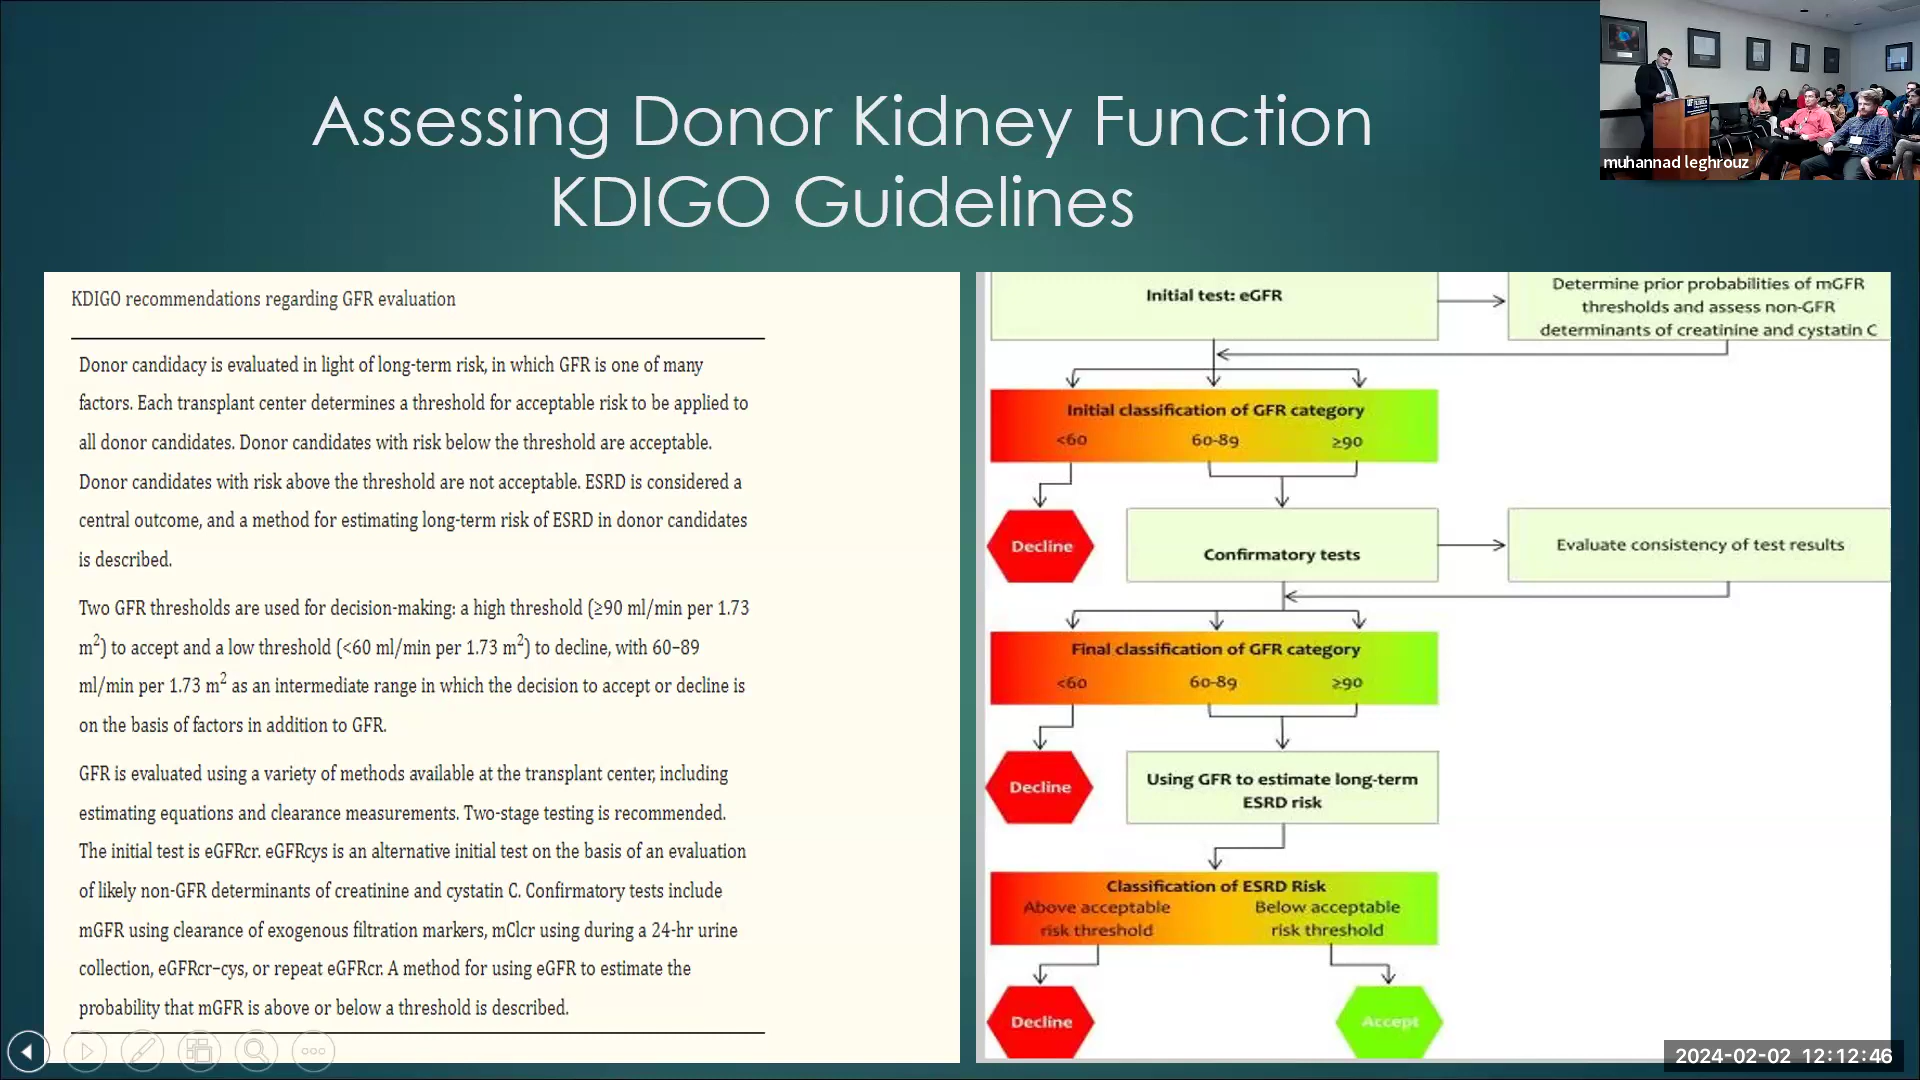 Assessing Donor Kidney Function
KDIGO Guidelines
muhannad leghrouz
KDIGO recommendations regarding GFR evaluation
Donor candidacy is evaluated in light of long-term risk, in which GFR is one of many
factors. Each transplant center determines a threshold for acceptable risk to be applied to
all donor candidates. Donor candidates with risk below the threshold are acceptable.
Donor candidates with risk above the threshold are not acceptable. ESRD is considered a
central outcome, and a method for estimating long-term risk of ESRD in donor candidates
is described.
Two GFR thresholds are used for decision-making: a high threshold (≥90 ml/min per 1.73
m²) to accept and a low threshold (<60 ml/min per 1.73 m²) to decline, with 60–89
ml/min per 1.73 m² as an intermediate range in which the decision to accept or decline is
on the basis of factors in addition to GFR.
GFR is evaluated using a variety of methods available at the transplant center, including
estimating equations and clearance measurements. Two-stage testing is recommended.
The initial test is eGFRcr. eGFRcys is an alternative initial test on the basis of an evaluation
of likely non-GFR determinants of creatinine and cystatin C. Confirmatory tests include
mGFR using clearance of exogenous filtration markers, mClcr using during a 24-hr urine
collection, eGFRcr–cys, or repeat eGFRcr. A method for using eGFR to estimate the
probability that mGFR is above or below a threshold is described.
Initial test: eGFR
Determine prior probabilities of mGFR
thresholds and assess non-GFR
determinants of creatinine and cystatin C
Initial classification of GFR category
<60 60-89 ≥90
Decline
Confirmatory tests
Evaluate consistency of test results
Final classification of GFR category
<60 60-89 ≥90
Decline
Using GFR to estimate long-term
ESRD risk
Classification of ESRD Risk
Above acceptable
risk threshold
Below acceptable
risk threshold
Decline
Accept
2024-02-02 12:12:46